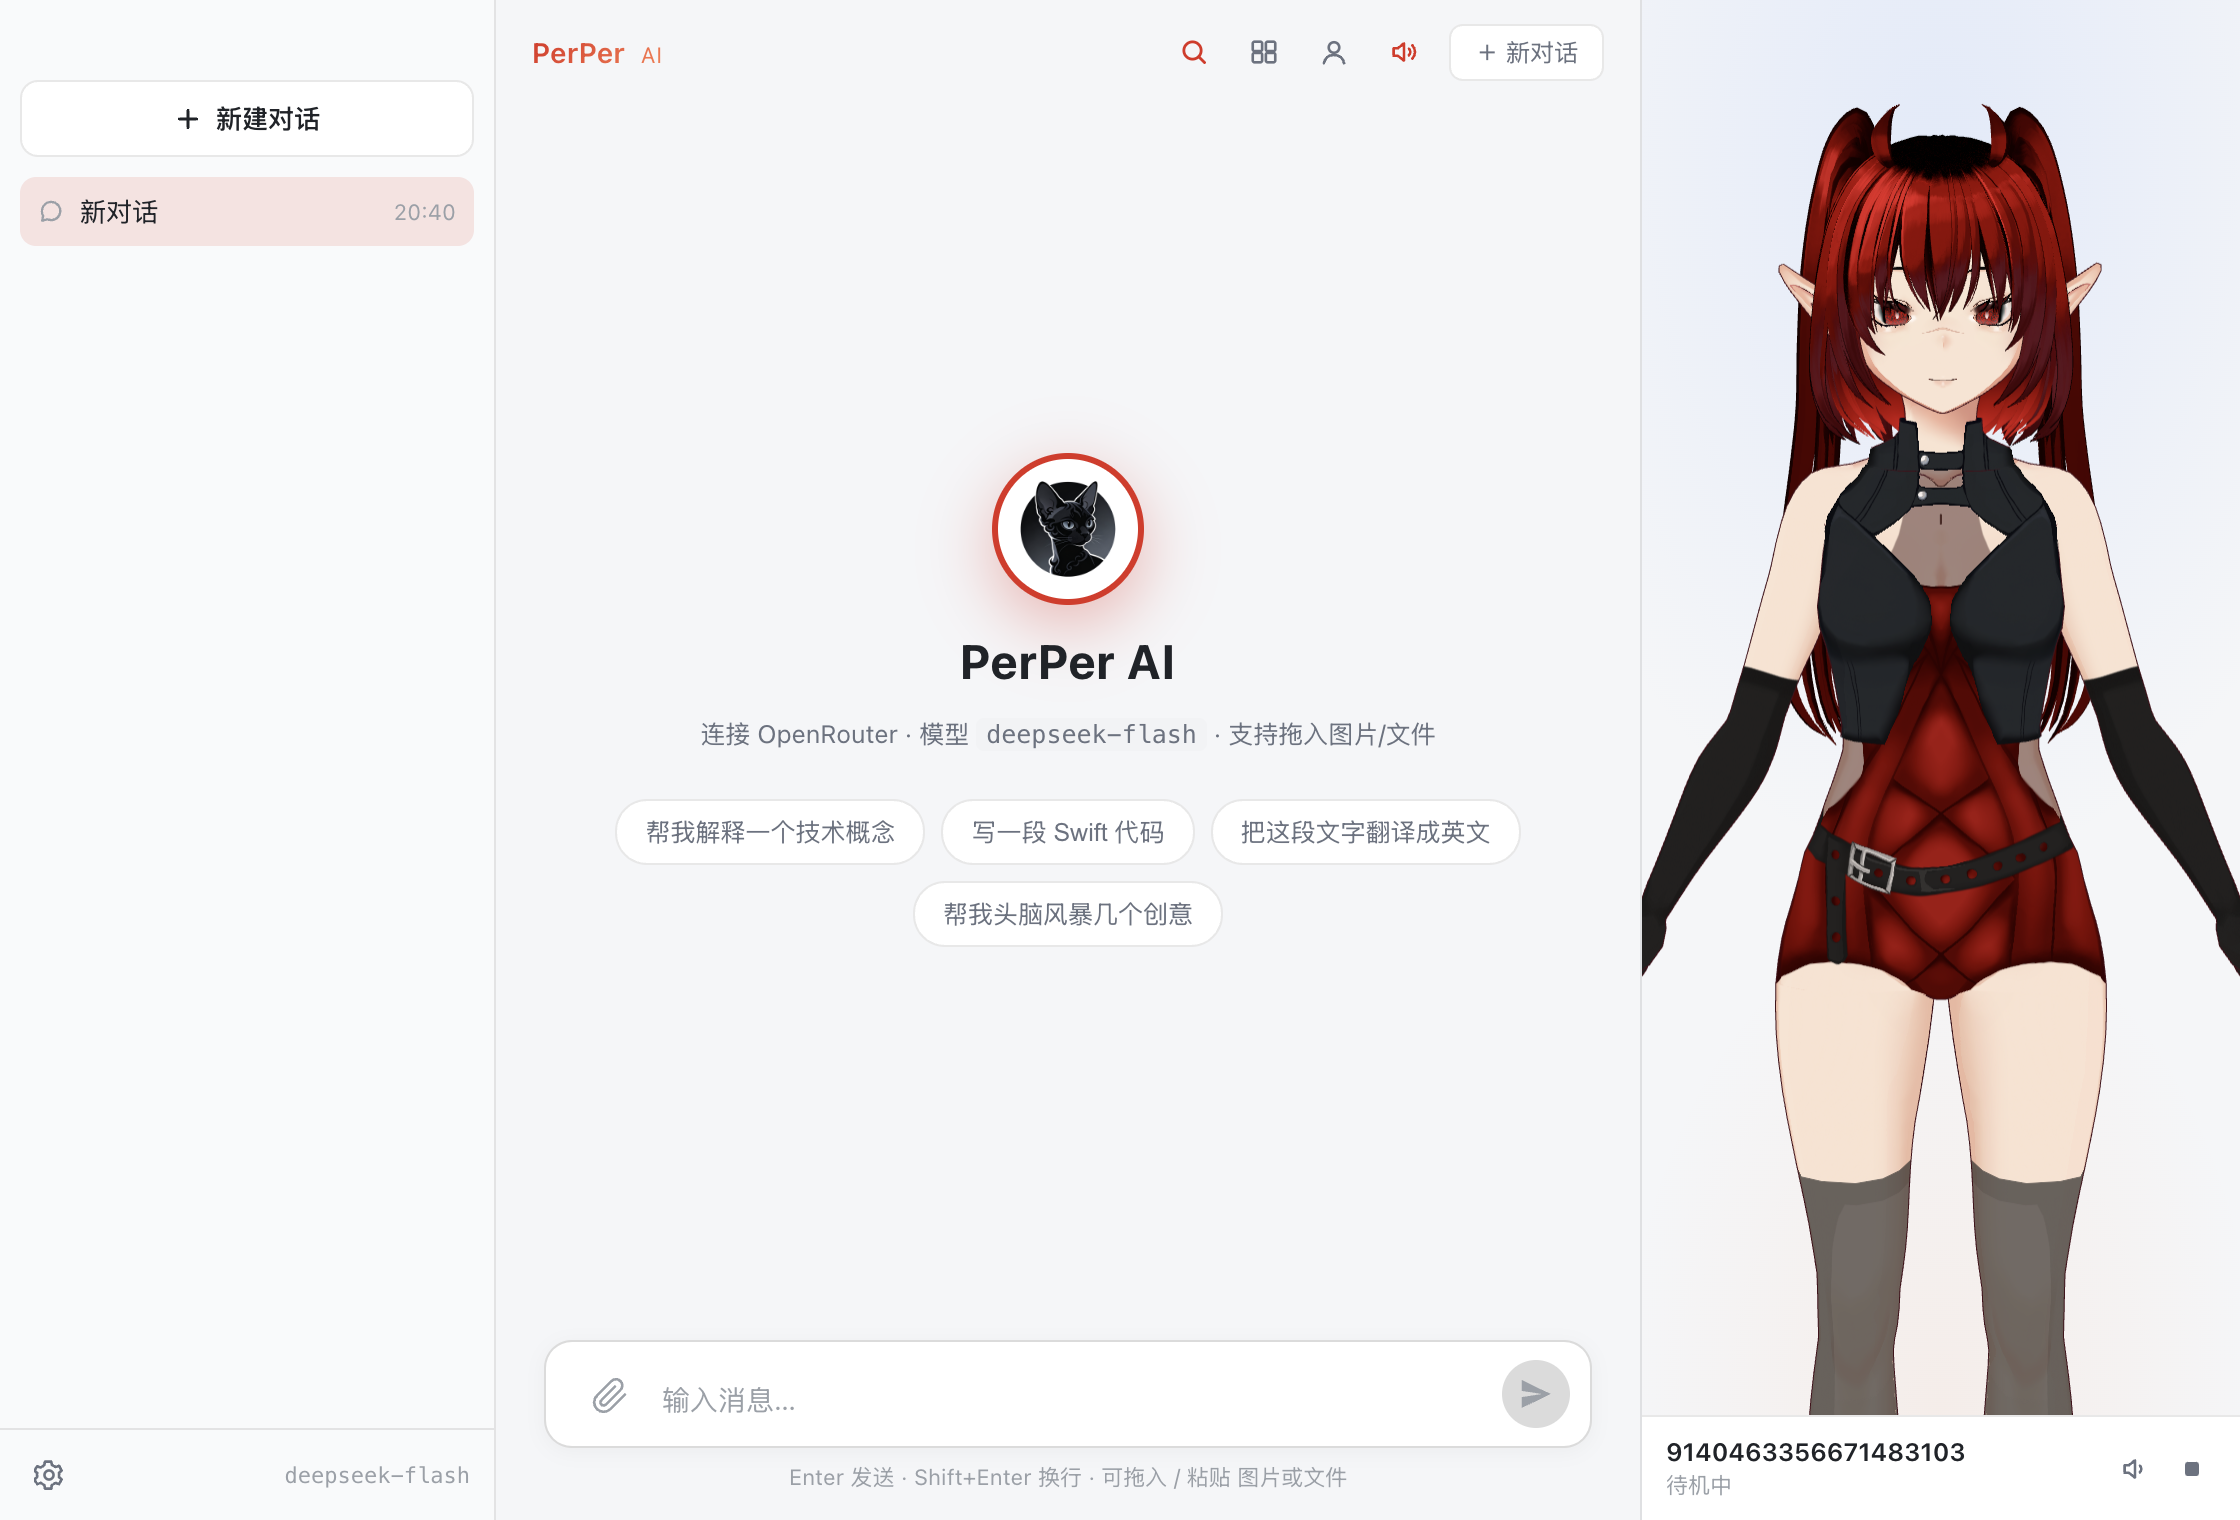 新建对话
新对话 20:40
deepseek-flash
PerPer AI
新对话
PerPer AI
连接 OpenRouter · 模型 deepseek-flash · 支持拖入图片/文件
帮我解释一个技术概念
写一段 Swift 代码
把这段文字翻译成英文
帮我头脑风暴几个创意
输入消息...
Enter 发送 · Shift+Enter 换行 · 可拖入 / 粘贴 图片或文件
9140463356671483103
待机中